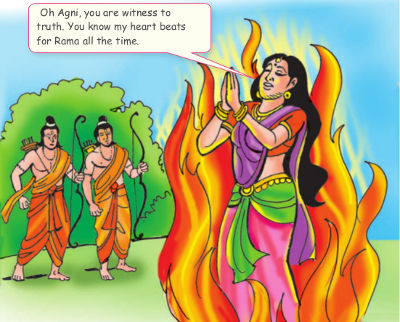 Oh Agni, you are witness to
truth. You know my heart beats
for Rama all the time.